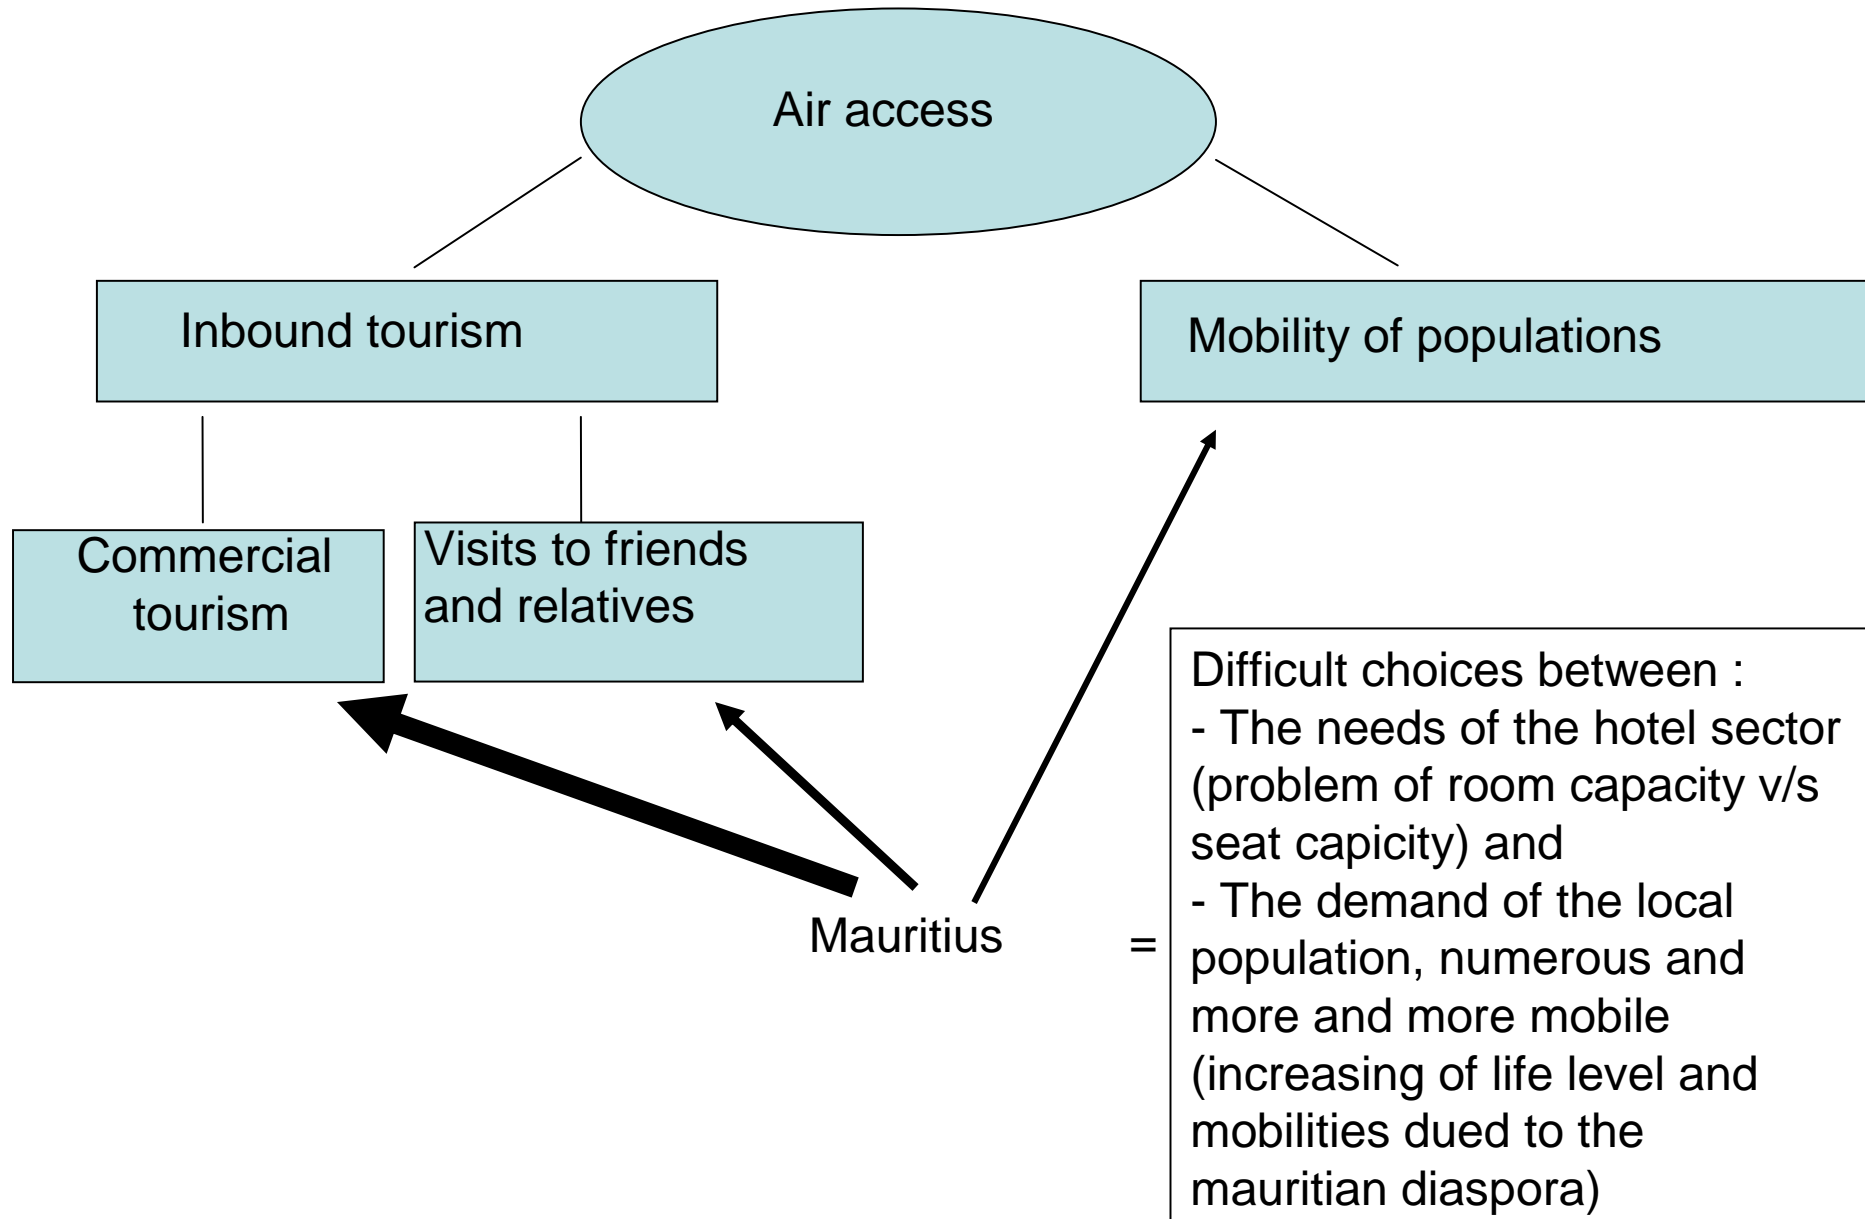 Air access
Inbound tourism
Mobility of populations
Commercial
tourism
Visits to friends
and relatives
Mauritius
=
Difficult choices between :
- The needs of the hotel sector
(problem of room capacity v/s
seat capicity) and
- The demand of the local
population, numerous and
more and more mobile
(increasing of life level and
mobilities dued to the
mauritian diaspora)